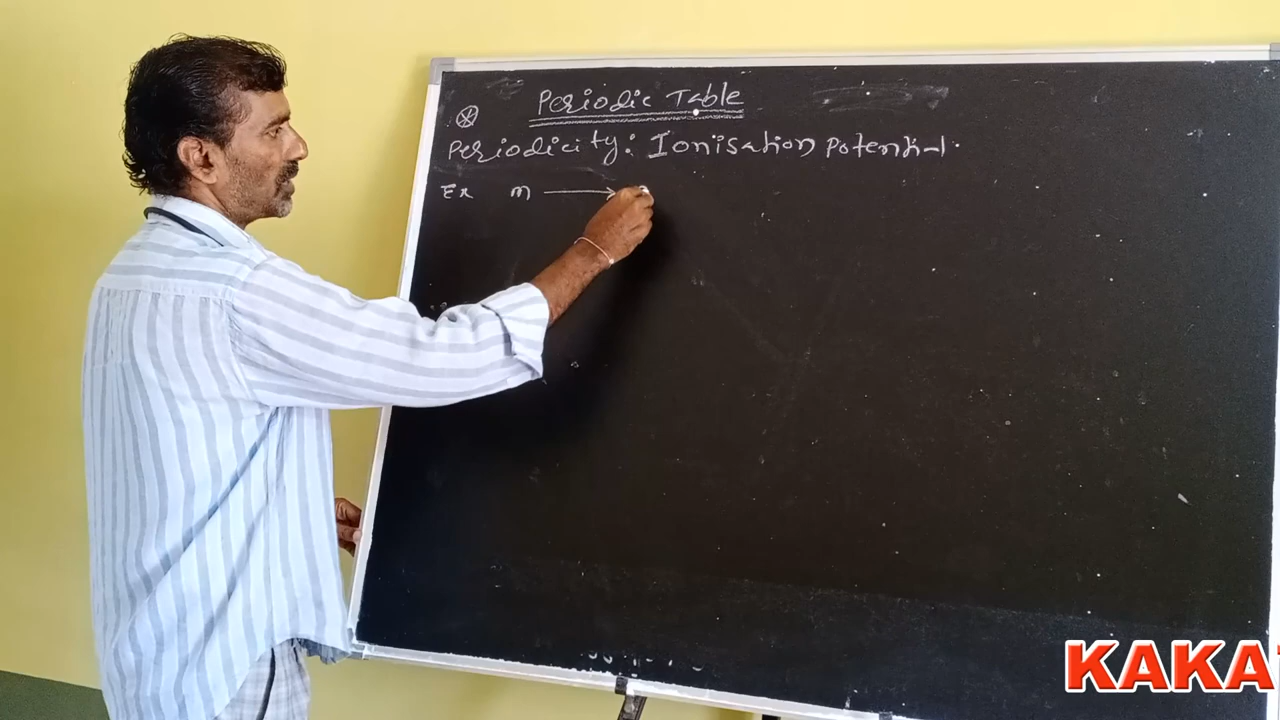 Periodic Table
Periodicity: Ionisation Potential.
Ex M
KAKA